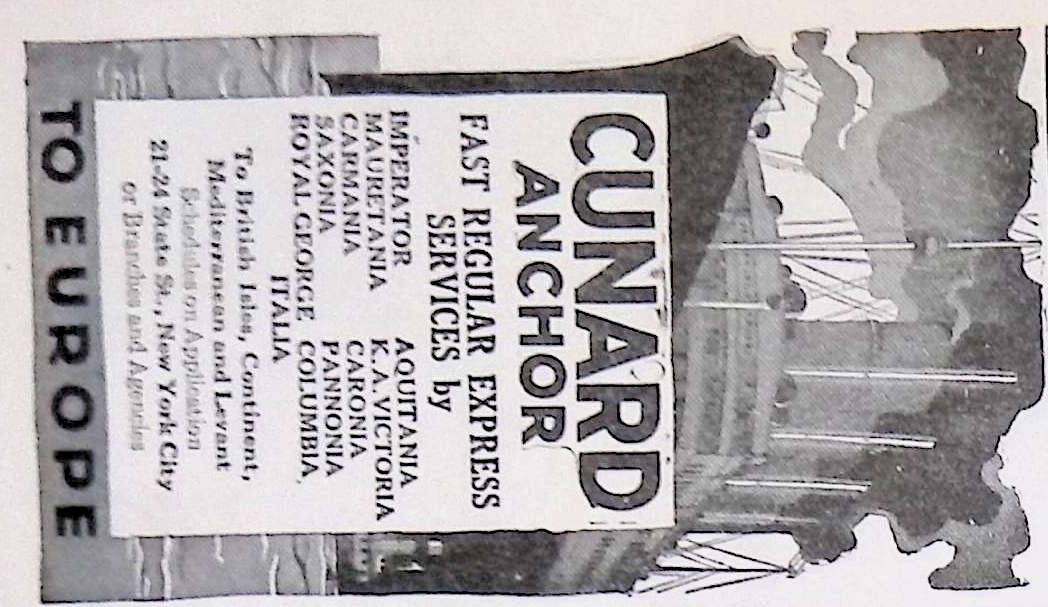 CUNARD
ANCHOR
FAST REGULAR EXPRESS
SERVICES by
IMPERATOR AQUITANIA
MAURETANIA K.A. VICTORIA
CARMANIA CARONIA
SAXONIA PANNONIA
ROYAL GEORGE COLUMBIA
ITALIA
To British Isles, Continent,
Mediterranean and Levant
Schedules on Application
21-24 State St., New York City
or Branches and Agencies
TO EUROPE